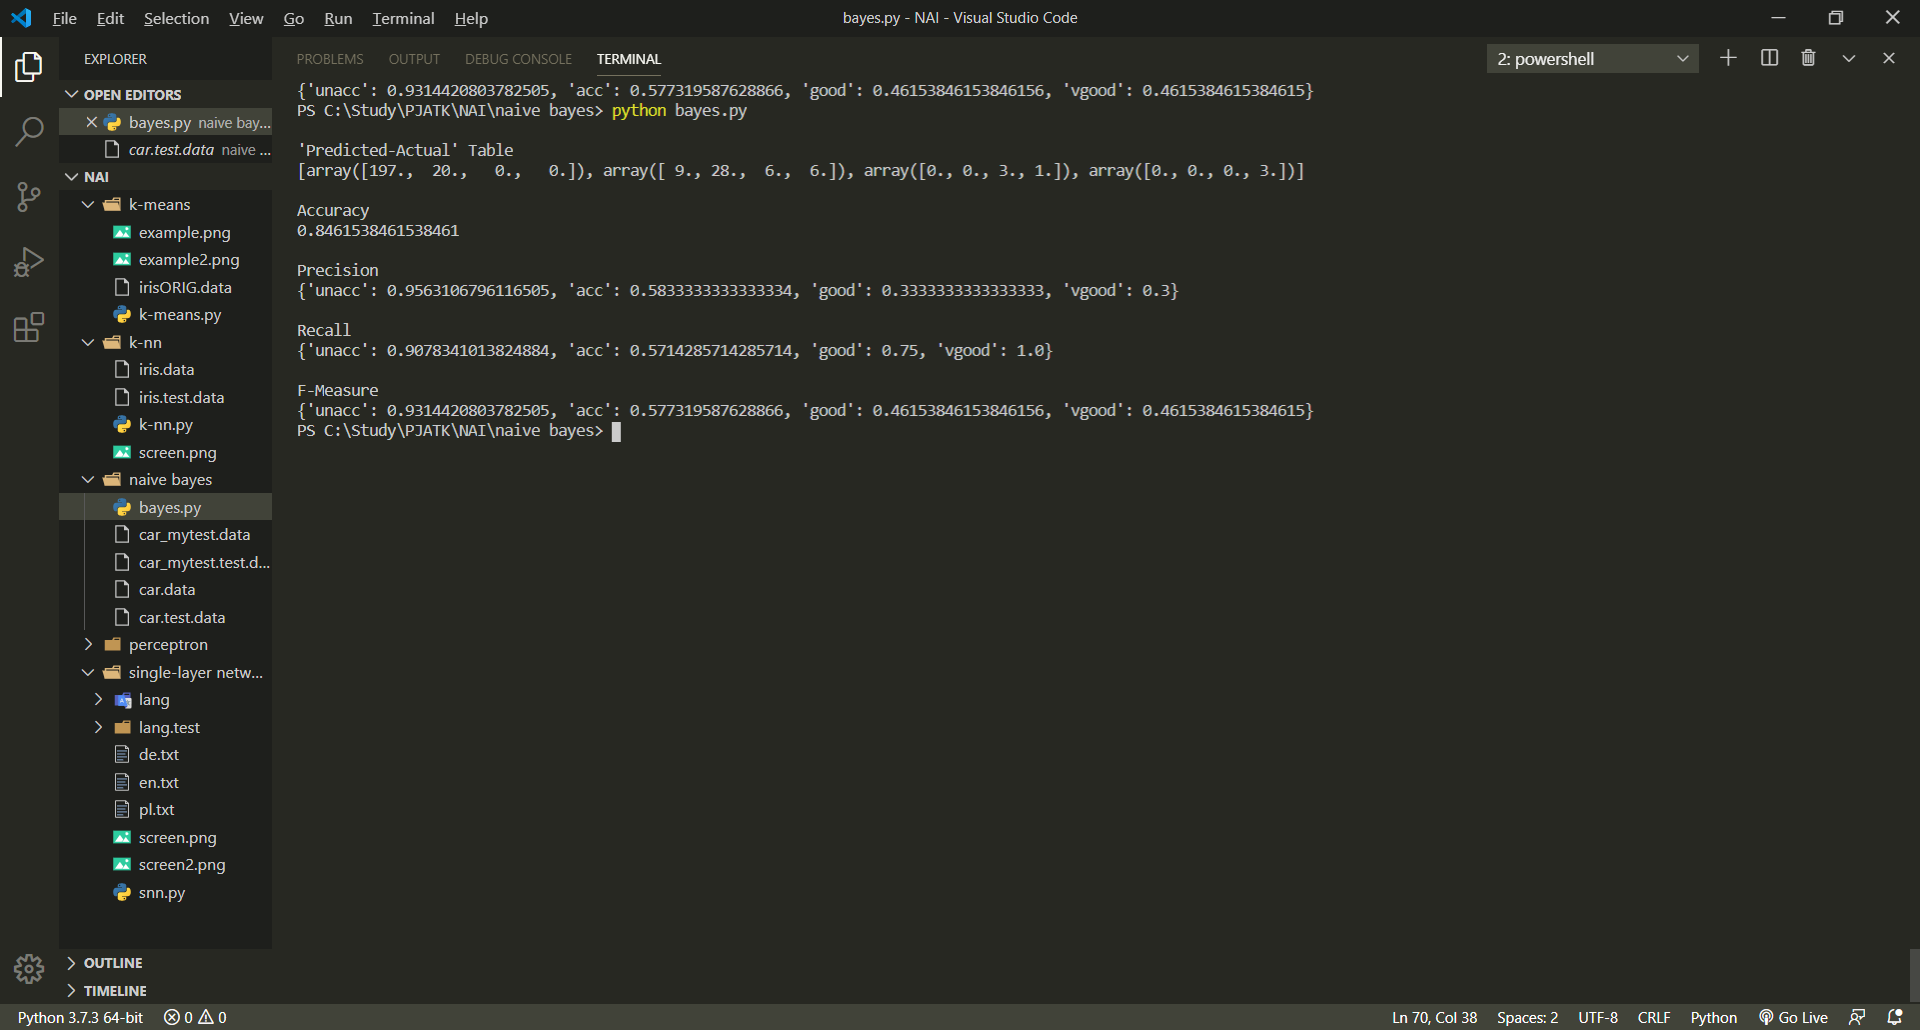 File Edit Selection View Go Run Terminal Help
bayes.py - NAI - Visual Studio Code
EXPLORER
OPEN EDITORS
bayes.py naive bay...
car.test.data naive ...
NAI
k-means
example.png
example2.png
irisORIG.data
k-means.py
k-nn
iris.data
iris.test.data
k-nn.py
screen.png
naive bayes
bayes.py
car_mytest.data
car_mytest.test.d...
car.data
car.test.data
perceptron
single-layer netw...
lang
lang.test
de.txt
en.txt
pl.txt
screen.png
screen2.png
snn.py
OUTLINE
TIMELINE
PROBLEMS OUTPUT DEBUG CONSOLE TERMINAL
2: powershell
{'unacc': 0.9314420803782505, 'acc': 0.577319587628866, 'good': 0.46153846153846156, 'vgood': 0.4615384615384615}
PS C:\Study\PJATK\NAI\naive bayes> python bayes.py
'Predicted-Actual' Table
[array([197.,  20.,   0.,   0.]), array([ 9., 28.,  6.,  6.]), array([0., 0., 3., 1.]), array([0., 0., 0., 3.])]
Accuracy
0.8461538461538461
Precision
{'unacc': 0.9563106796116505, 'acc': 0.5833333333333334, 'good': 0.3333333333333333, 'vgood': 0.3}
Recall
{'unacc': 0.9078341013824884, 'acc': 0.5714285714285714, 'good': 0.75, 'vgood': 1.0}
F-Measure
{'unacc': 0.9314420803782505, 'acc': 0.577319587628866, 'good': 0.46153846153846156, 'vgood': 0.4615384615384615}
PS C:\Study\PJATK\NAI\naive bayes>
Python 3.7.3 64-bit 0 0 Ln 70, Col 38 Spaces: 2 UTF-8 CRLF Python Go Live